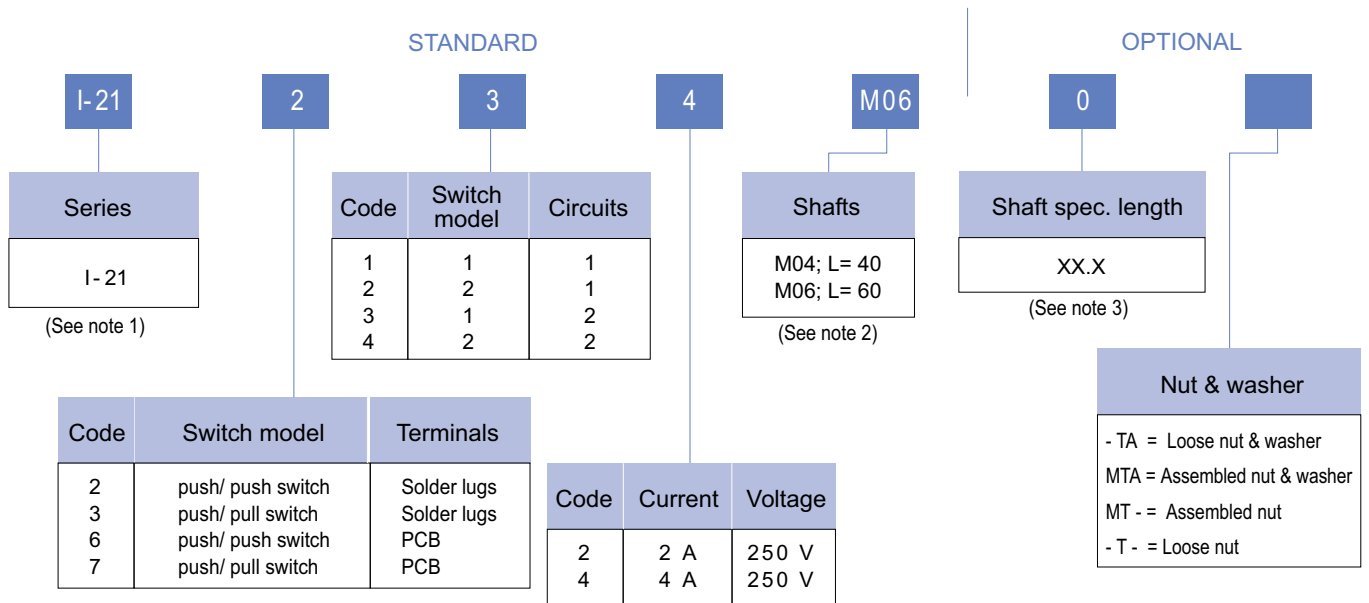 STANDARD
OPTIONAL
I-21 2 3 4 M06 0
Series
I-21
(See note 1)
Code Switch model Circuits
1 1 1
2 2 1
3 1 2
4 2 2
Shafts
M04; L= 40
M06; L= 60
(See note 2)
Shaft spec. length
XX.X
(See note 3)
Code Switch model Terminals
2 push/ push switch Solder lugs
3 push/ pull switch Solder lugs
6 push/ push switch PCB
7 push/ pull switch PCB
Code Current Voltage
2 2 A 250 V
4 4 A 250 V
Nut & washer
- TA = Loose nut & washer
MTA = Assembled nut & washer
MT - = Assembled nut
- T - = Loose nut